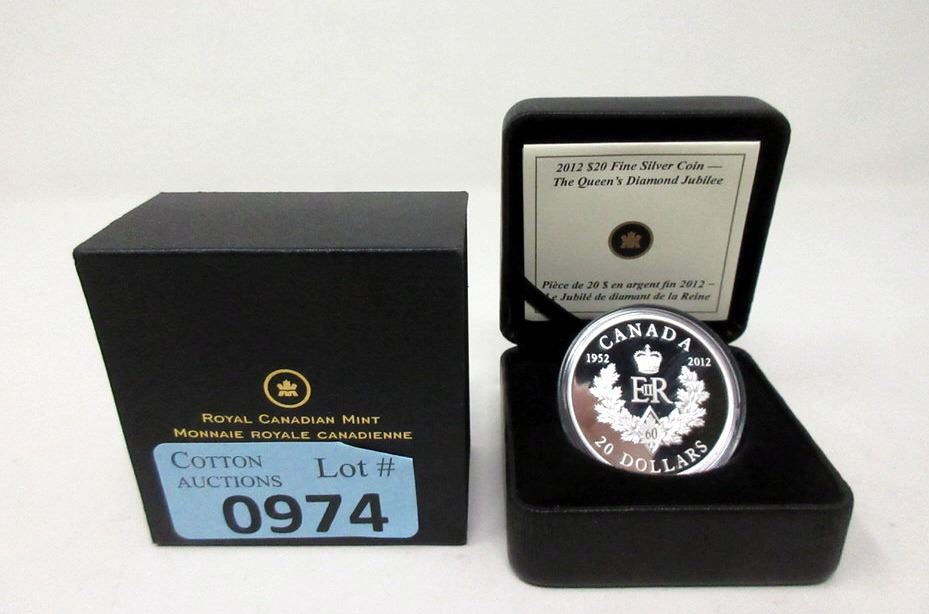 ROYAL CANADIAN MINT
MONNAIE ROYALE CANADIENNE
COTTON
AUCTIONS
Lot #
0974
2012 $20 Fine Silver Coin —
The Queen's Diamond Jubilee
Pièce de 20 $ en argent fin 2012 –
Le Jubilé de diamant de la Reine
CANADA
1952
2012
EIIR
60
20 DOLLARS